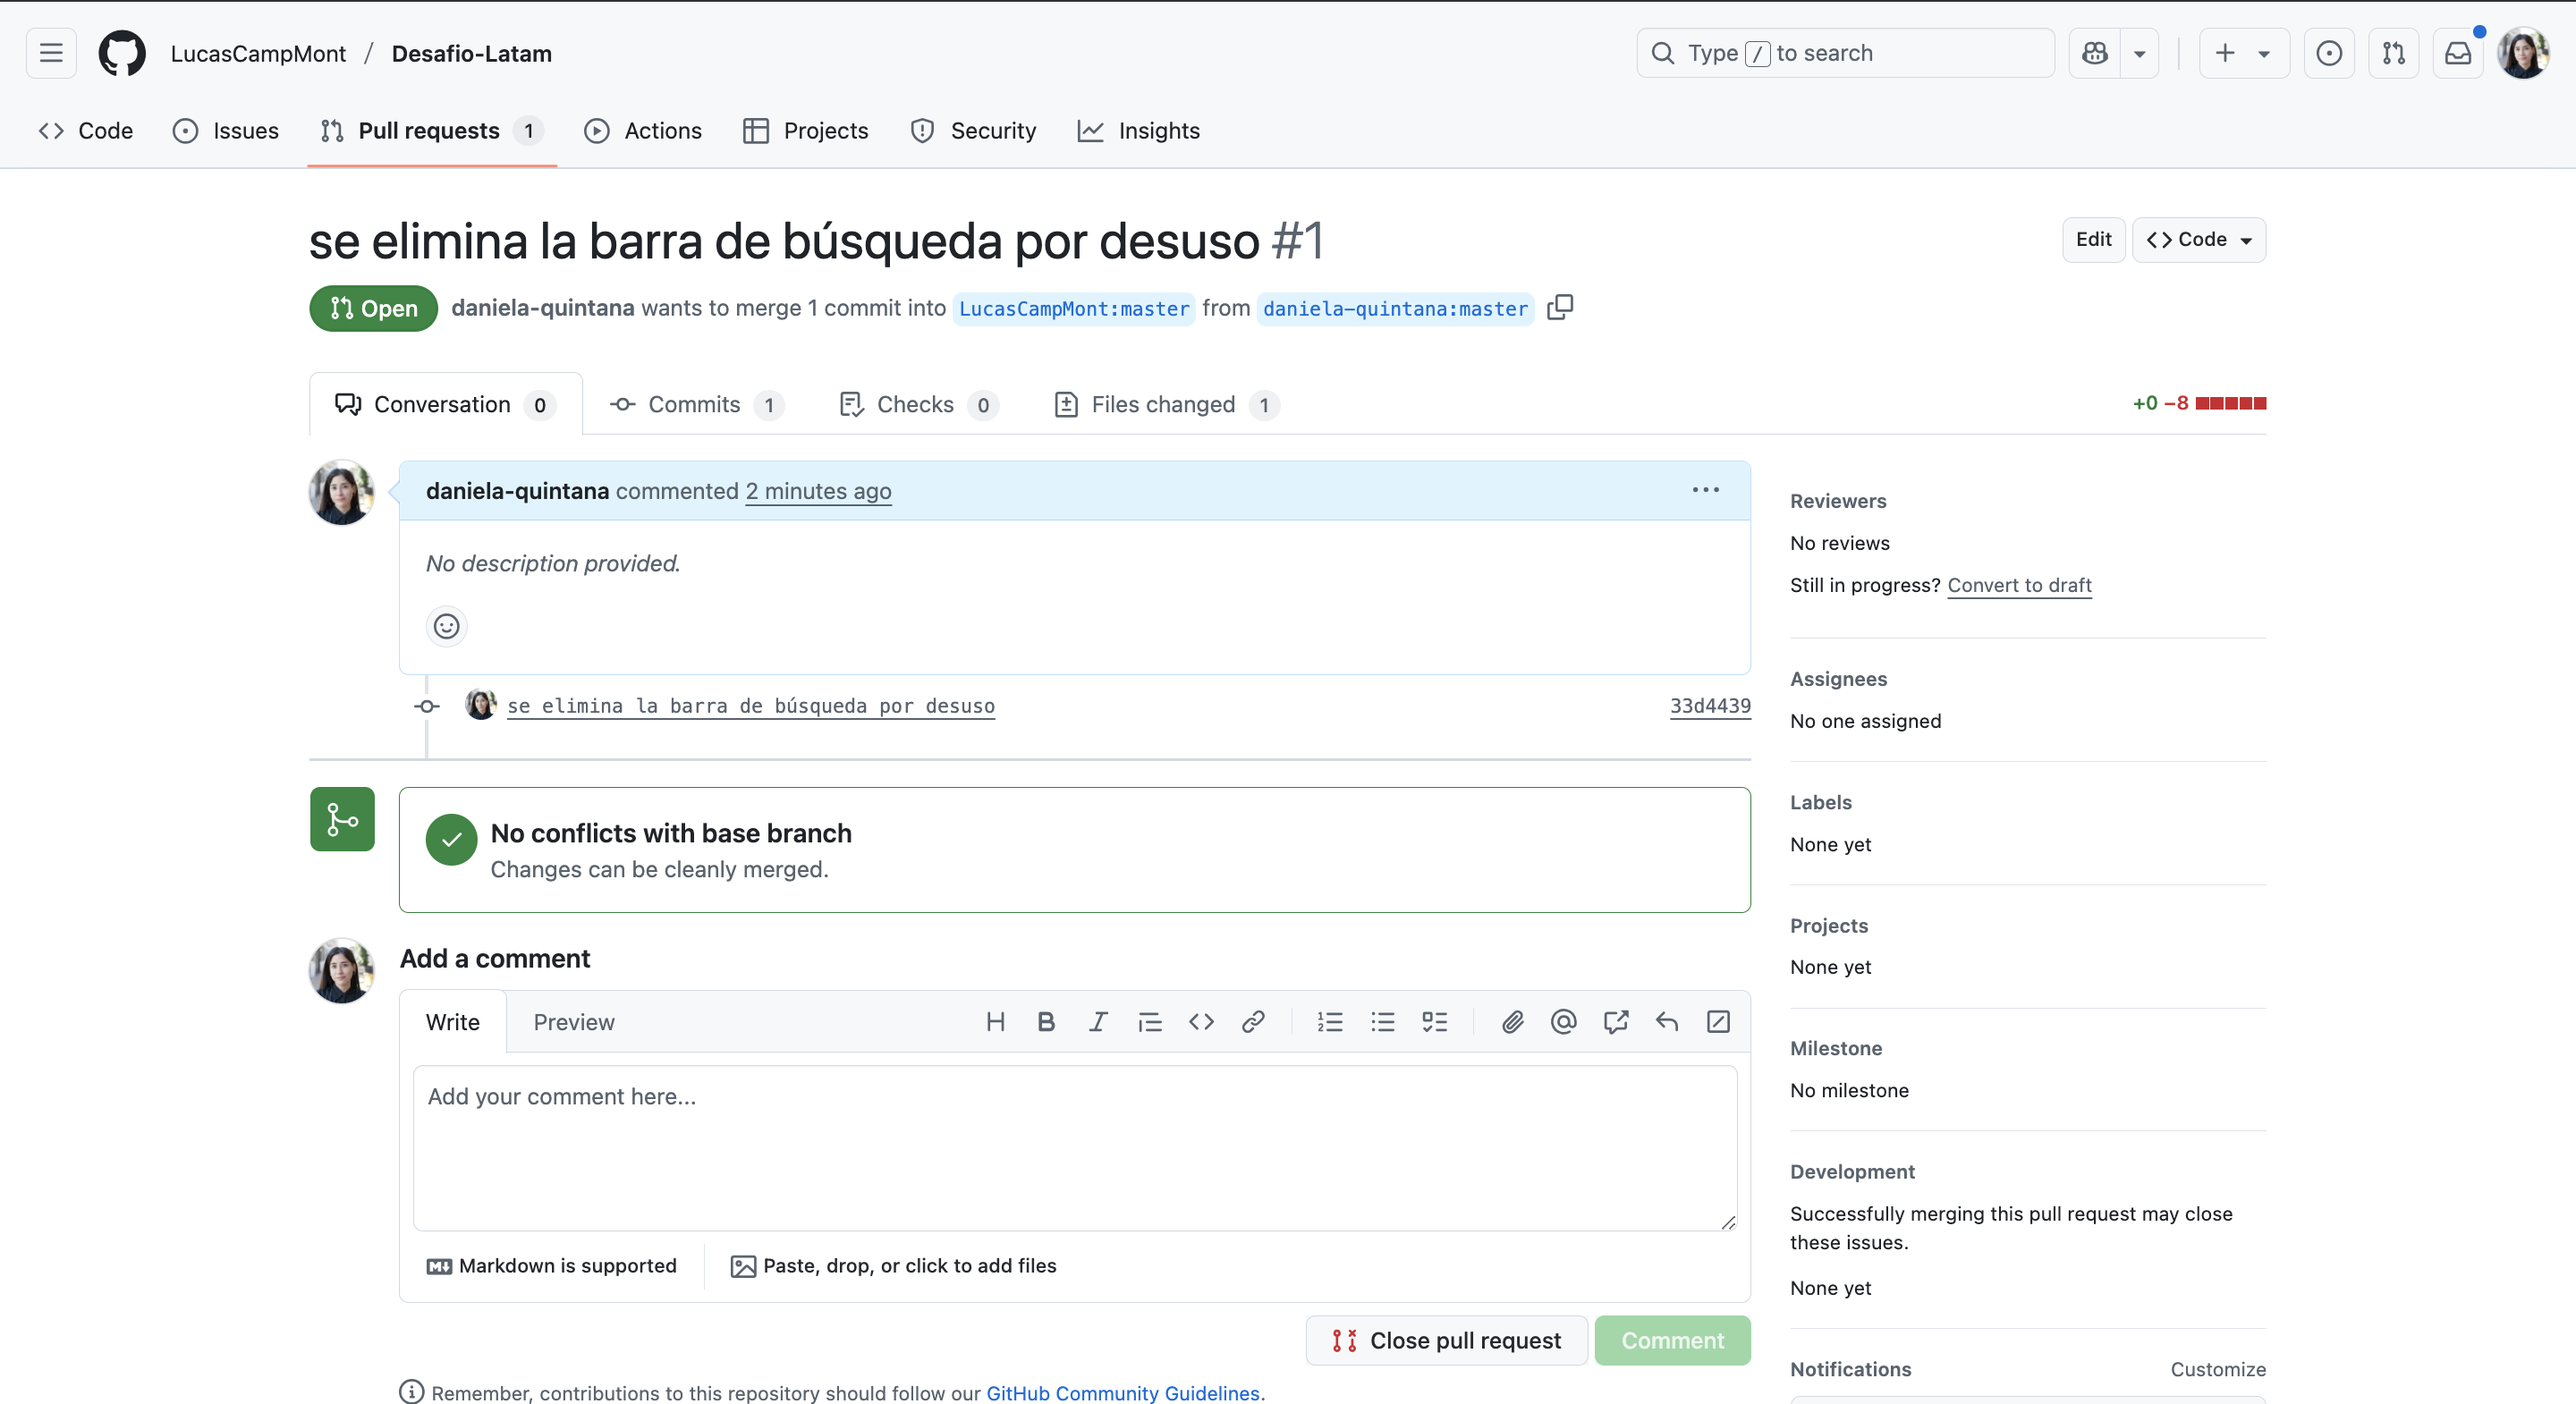 LucasCampMont / Desafio-Latam
Type / to search
Code
Issues
Pull requests 1
Actions
Projects
Security
Insights
se elimina la barra de búsqueda por desuso #1
Edit
Code
Open
daniela-quintana wants to merge 1 commit into LucasCampMont:master from daniela-quintana:master
Conversation 0
Commits 1
Checks 0
Files changed 1
+0 −8
daniela-quintana commented 2 minutes ago
No description provided.
se elimina la barra de búsqueda por desuso
33d4439
No conflicts with base branch
Changes can be cleanly merged.
Add a comment
Write
Preview
Add your comment here...
Markdown is supported
Paste, drop, or click to add files
Close pull request
Comment
Remember, contributions to this repository should follow our GitHub Community Guidelines.
Reviewers
No reviews
Still in progress? Convert to draft
Assignees
No one assigned
Labels
None yet
Projects
None yet
Milestone
No milestone
Development
Successfully merging this pull request may close
these issues.
None yet
Notifications
Customize